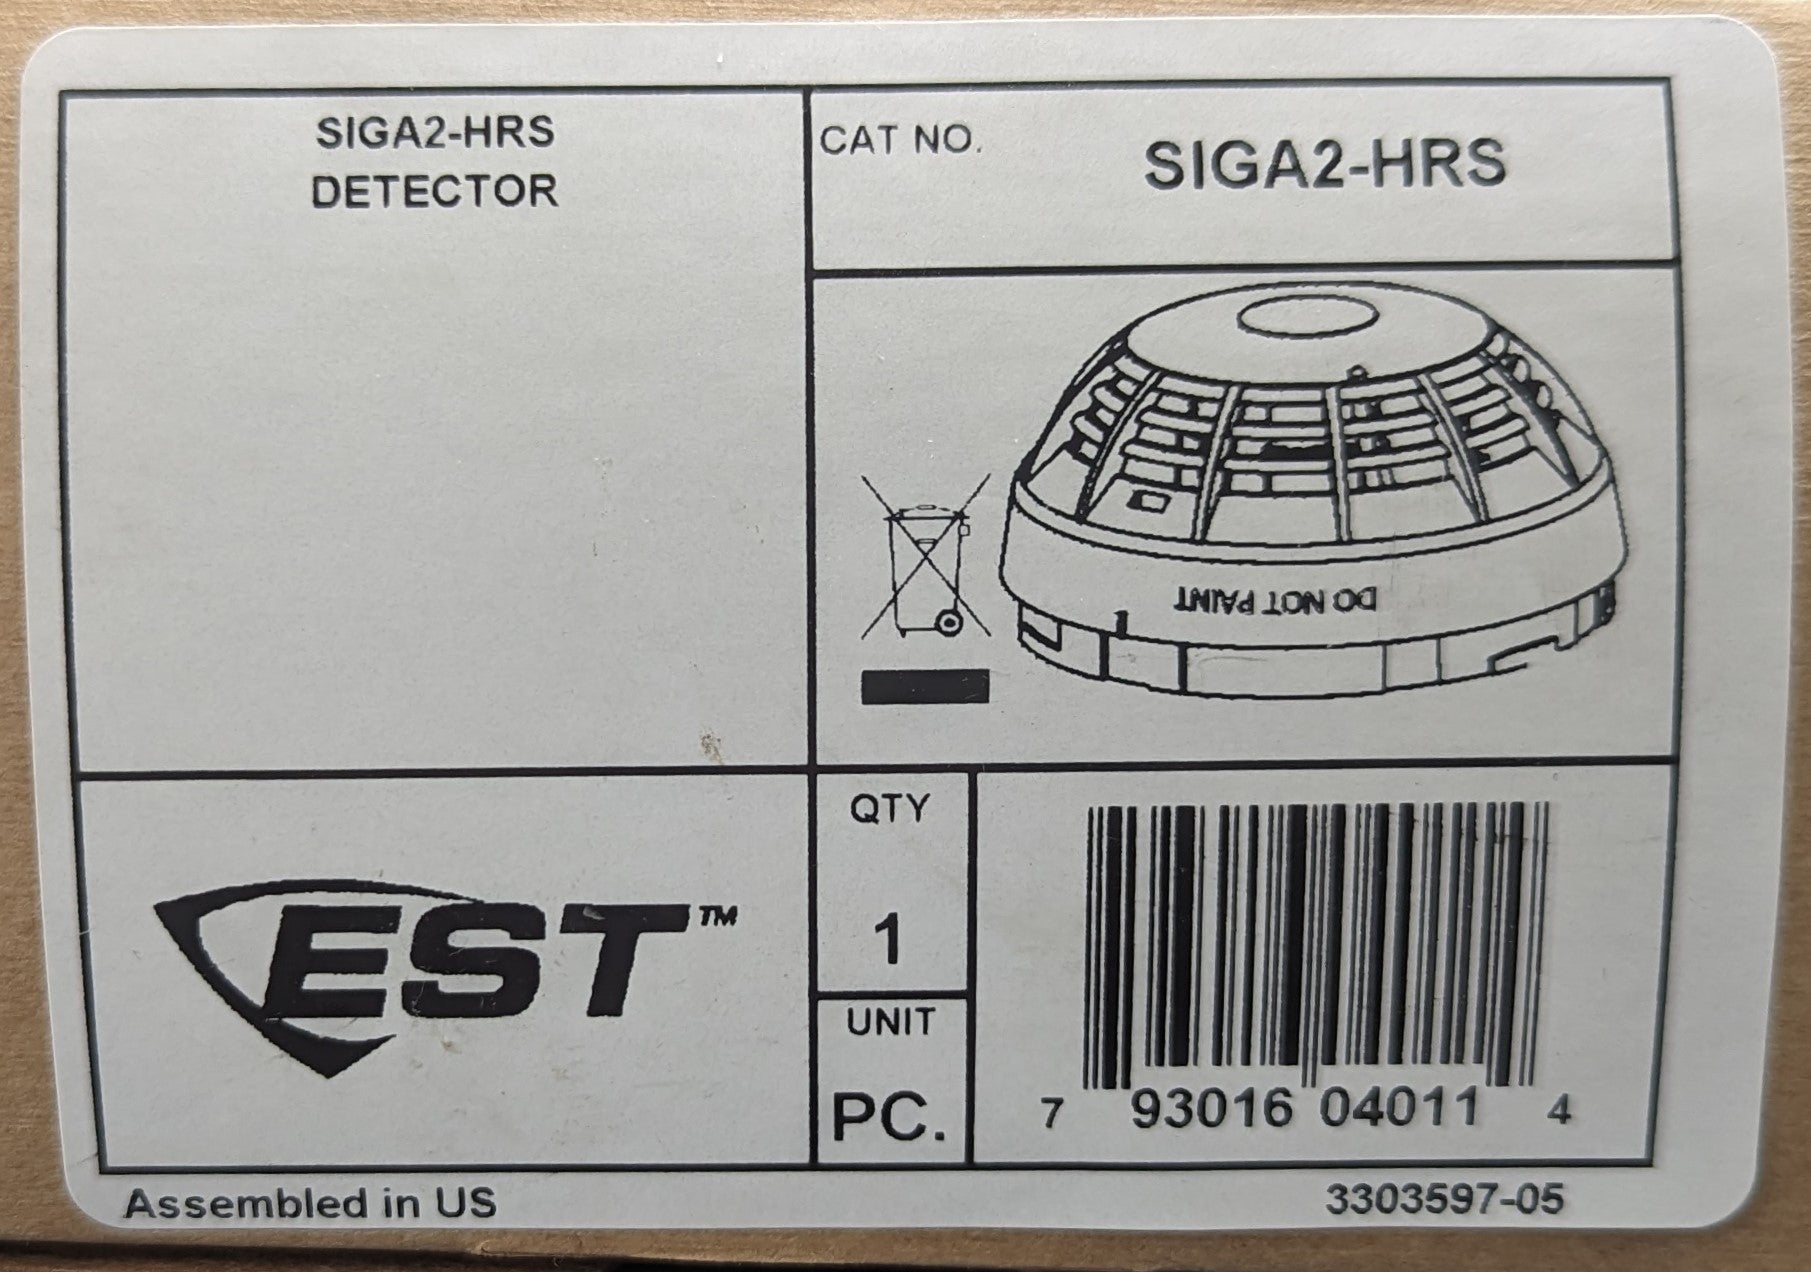 SIGA2-HRS
DETECTOR
CAT NO.
SIGA2-HRS
DO NOT PAINT
EST™
QTY
1
UNIT
PC.
7 93016 04011 4
Assembled in US
3303597-05